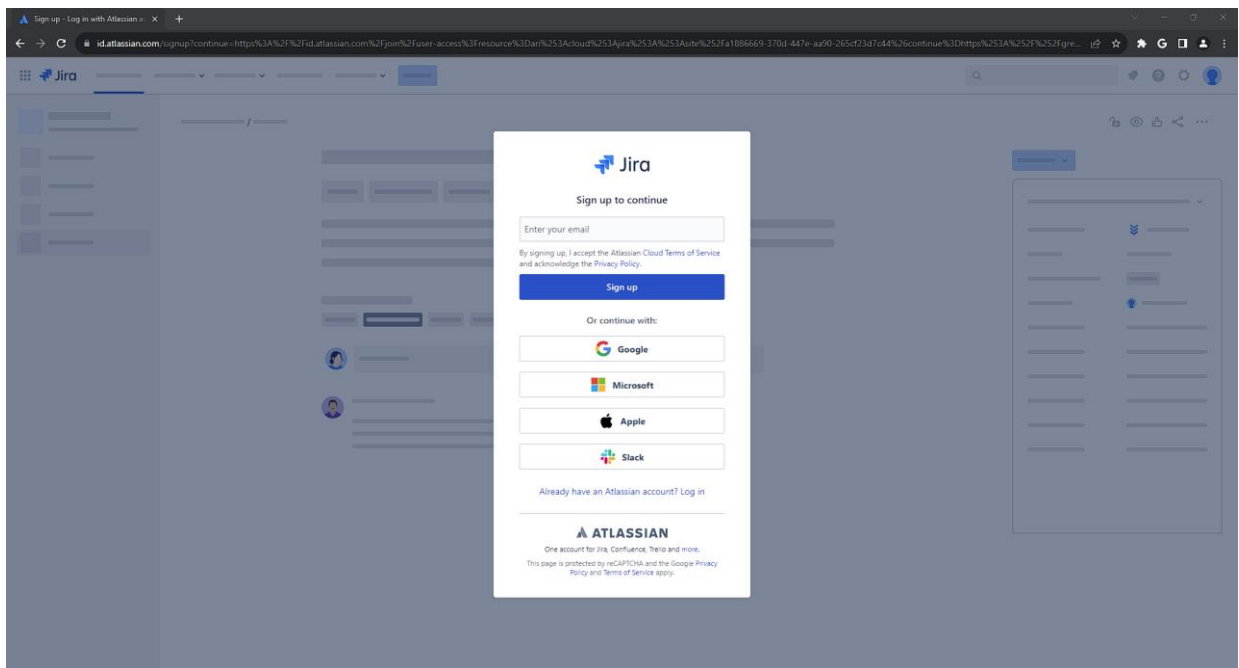 Sign up - Log in with Atlassian a
id.atlassian.com/signup?continue=https%3A%2F%2Fid.atlassian.com%2Fjoin%2Fuser-access%3Fresource%3Dari%253Acloud%253Ajira%253A%253Asite%252Fa1886669-370d-447e-aa90-265cf23d7c44%26continue%3Dhttps%253A%252F%252Fgre...
Jira
Jira
Sign up to continue
Enter your email
By signing up, I accept the Atlassian Cloud Terms of Service
and acknowledge the Privacy Policy.
Sign up
Or continue with:
Google
Microsoft
Apple
Slack
Already have an Atlassian account? Log in
ATLASSIAN
One account for Jira, Confluence, Trello and more.
This page is protected by reCAPTCHA and the Google Privacy
Policy and Terms of Service apply.